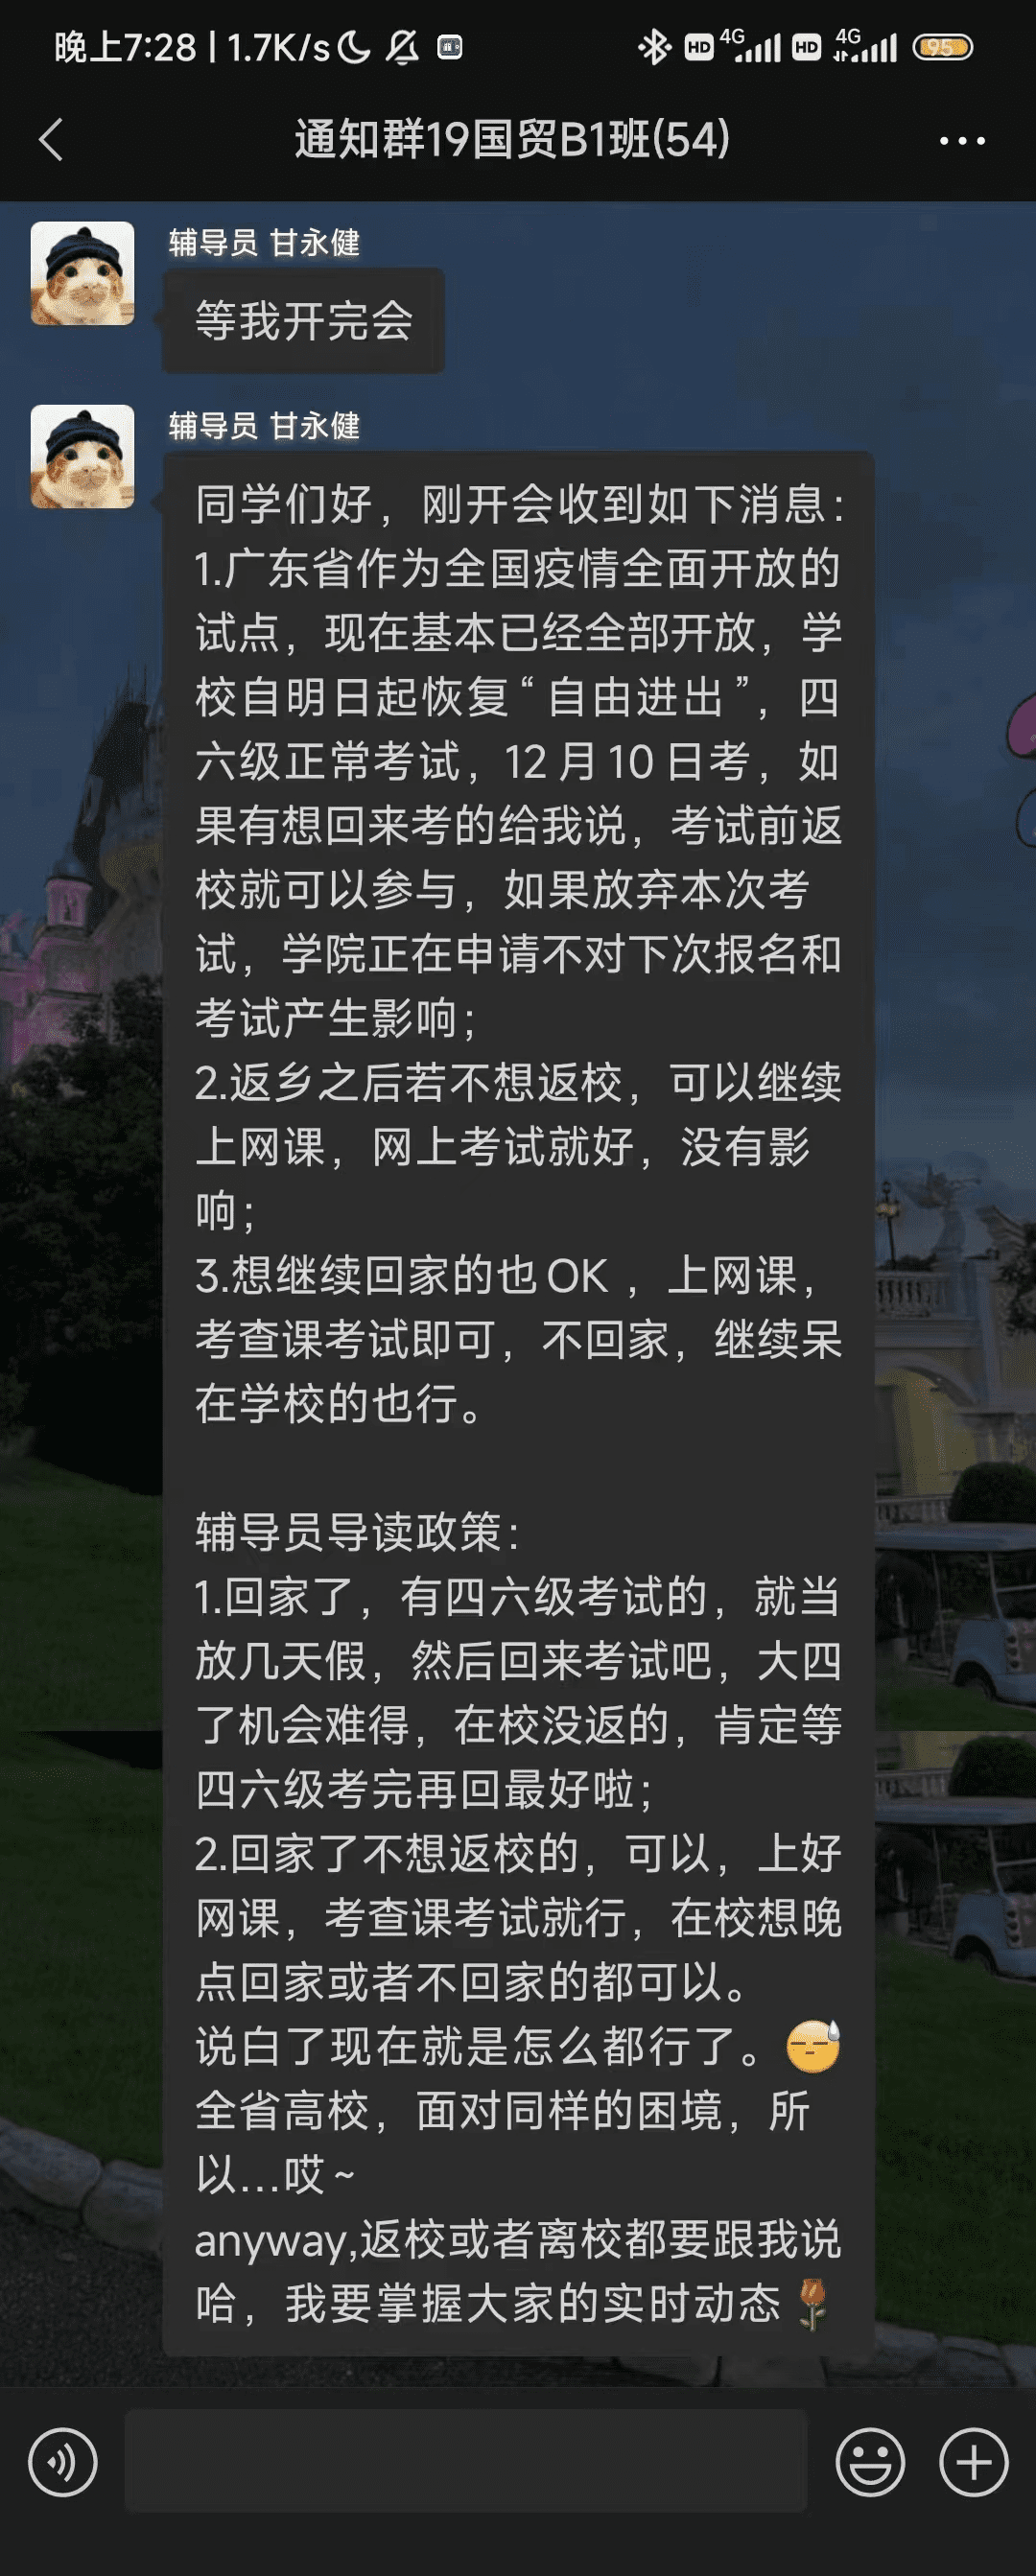 晚上7:28 | 1.7K/s
HD 4G HD 4G 95
通知群19国贸B1班(54)
辅导员 甘永健
等我开完会
辅导员 甘永健
同学们好，刚开会收到如下消息：
1.广东省作为全国疫情全面开放的
试点，现在基本已经全部开放，学
校自明日起恢复“自由进出”，四
六级正常考试，12月10日考，如
果有想回来考的给我说，考试前返
校就可以参与，如果放弃本次考
试，学院正在申请不对下次报名和
考试产生影响；
2.返乡之后若不想返校，可以继续
上网课，网上考试就好，没有影
响；
3.想继续回家的也OK，上网课，
考查课考试即可，不回家，继续呆
在学校的也行。
辅导员导读政策：
1.回家了，有四六级考试的，就当
放几天假，然后回来考试吧，大四
了机会难得，在校没返的，肯定等
四六级考完再回最好啦；
2.回家了不想返校的，可以，上好
网课，考查课考试就行，在校想晚
点回家或者不回家的都可以。
说白了现在就是怎么都行了。😓
全省高校，面对同样的困境，所
以...哎~
anyway,返校或者离校都要跟我说
哈，我要掌握大家的实时动态🌹